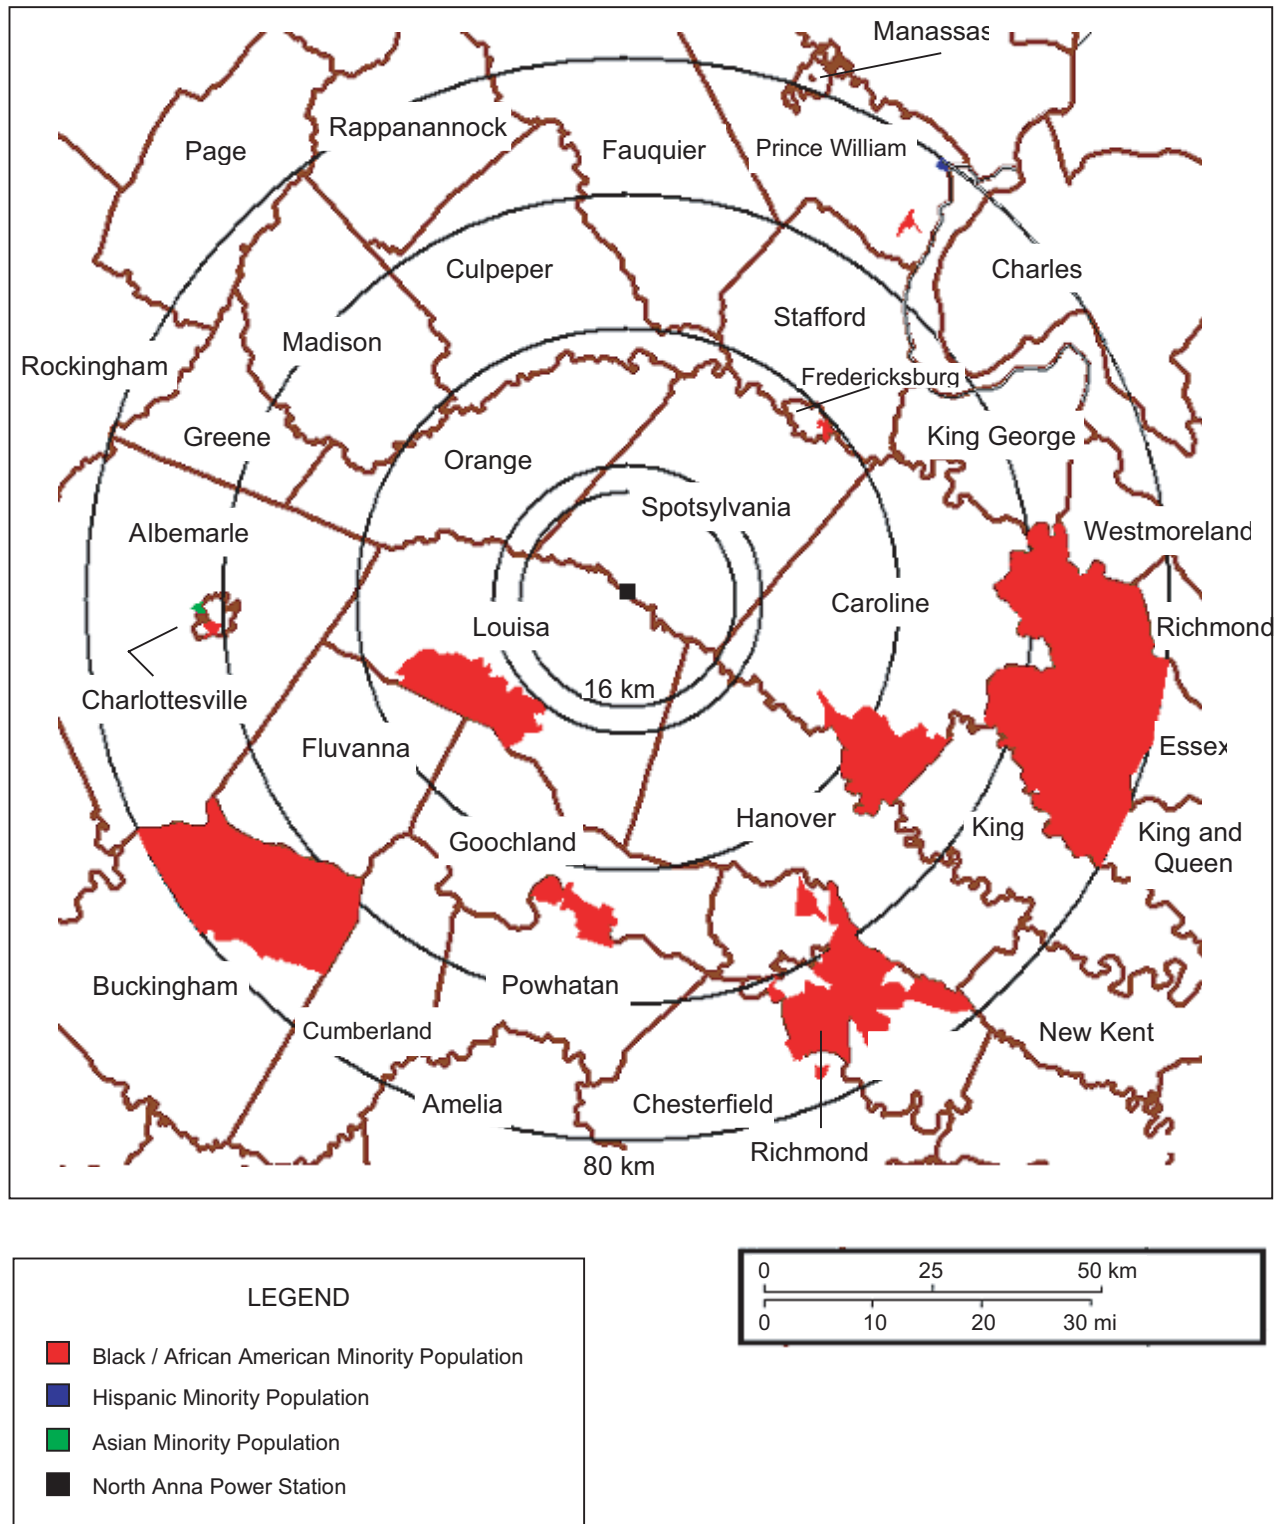 Manassas
Rappanannock
Page
Fauquier
Prince William
Culpeper
Charles
Stafford
Madison
Rockingham
Fredericksburg
Greene
King George
Orange
Spotsylvania
Albemarle
Westmoreland
Caroline
Louisa
Richmond
16 km
Charlottesville
Fluvanna
Essex
Hanover
King
King and
Queen
Goochland
Buckingham
Powhatan
Cumberland
New Kent
Amelia
Chesterfield
Richmond
80 km
LEGEND
Black / African American Minority Population
Hispanic Minority Population
Asian Minority Population
North Anna Power Station
0 25 50 km
0 10 20 30 mi